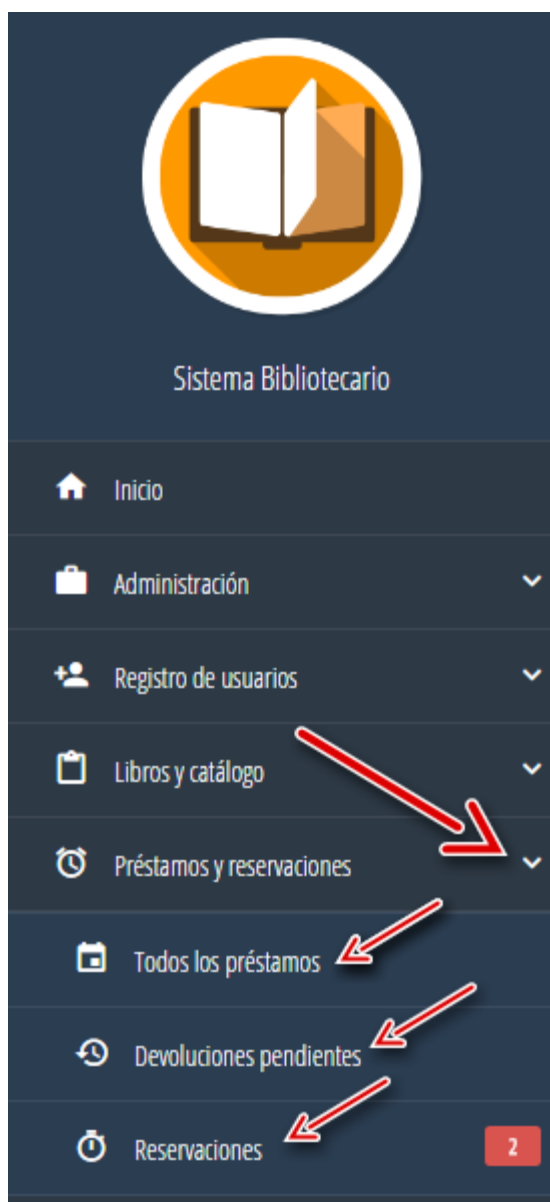 Sistema Bibliotecario
Inicio
Administración
Registro de usuarios
Libros y catálogo
Préstamos y reservaciones
Todos los préstamos
Devoluciones pendientes
Reservaciones 2